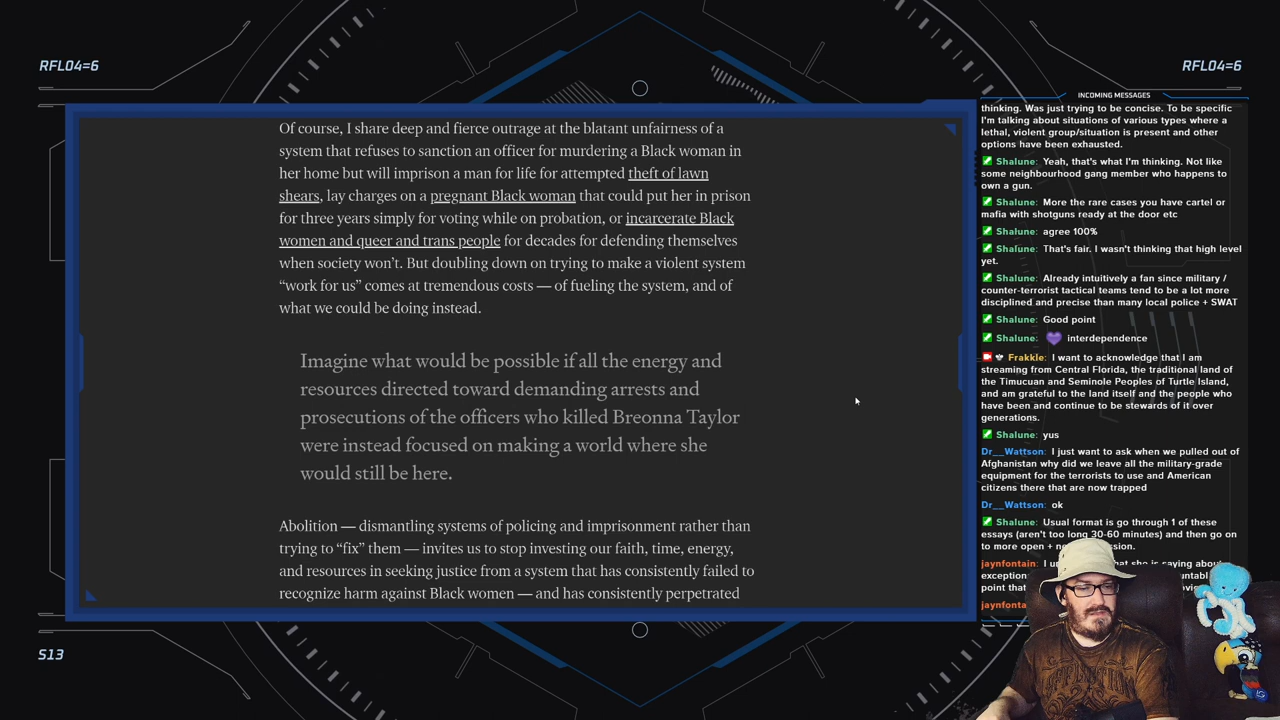 RFL04=6
RFL04=6
INCOMING MESSAGES
Of course, I share deep and fierce outrage at the blatant unfairness of a
system that refuses to sanction an officer for murdering a Black woman in
her home but will imprison a man for life for attempted theft of lawn
shears, lay charges on a pregnant Black woman that could put her in prison
for three years simply for voting while on probation, or incarcerate Black
women and queer and trans people for decades for defending themselves
when society won’t. But doubling down on trying to make a violent system
“work for us” comes at tremendous costs — of fueling the system, and of
what we could be doing instead.
Imagine what would be possible if all the energy and
resources directed toward demanding arrests and
prosecutions of the officers who killed Breonna Taylor
were instead focused on making a world where she
would still be here.
Abolition — dismantling systems of policing and imprisonment rather than
trying to “fix” them — invites us to stop investing our faith, time, energy,
and resources in seeking justice from a system that has consistently failed to
recognize harm against Black women — and has consistently perpetrated
thinking. Was just trying to be concise. To be specific
I'm talking about situations of various types where a
lethal, violent group/situation is present and other
options have been exhausted.
Shalune: Yeah, that's what I'm thinking. Not like
some neighbourhood gang member who happens to
own a gun.
Shalune: More the rare cases you have cartel or
mafia with shotguns ready at the door etc
Shalune: agree 100%
Shalune: That's fair. I wasn't thinking that high level
yet.
Shalune: Already intuitively a fan since military /
counter-terrorist tactical teams tend to be a lot more
disciplined and precise than many local police + SWAT
Shalune: Good point
Shalune: interdependence
Frakkle: I want to acknowledge that I am
streaming from Central Florida, the traditional land of
the Timucuan and Seminole Peoples of Turtle Island,
and am grateful to the land itself and the people who
have been and continue to be stewards of it over
generations.
Shalune: yus
Dr__Wattson: I just want to ask when we pulled out of
Afghanistan why did we leave all the military-grade
equipment for the terrorists to use and American
citizens there that are now trapped
Dr__Wattson: ok
Shalune: Usual format is go through 1 of these
essays (aren't too long 30-60 minutes) and then go on
to more open
jaynfontain: I she is saying about
exception
point that
jaynfonta
S13